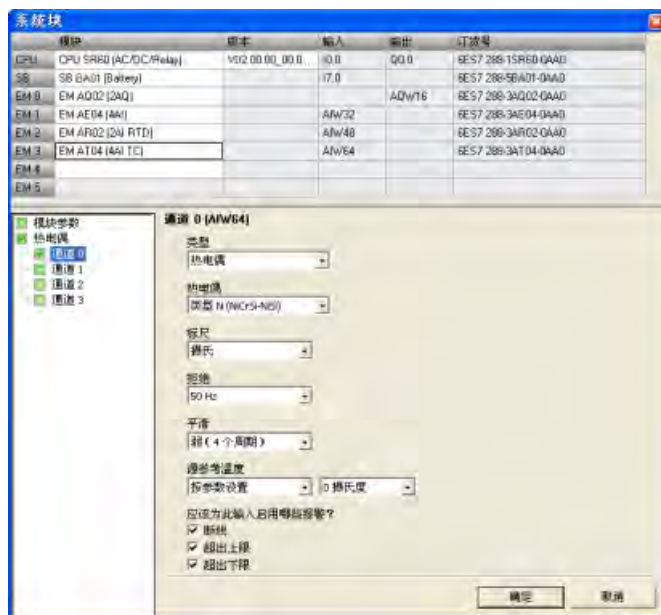 系统块
模块 版本 输入 输出 订货号
CPU CPU SR60 (AC/DC/Relay) V02.00.00_00.0 I0.0 Q0.0 6ES7 288-1SR60-0AA0
SB SB BA01 (Battery) I7.0 6ES7 288-5BA01-0AA0
EM 0 EM AQ02 (2AQ) AQW16 6ES7 288-3AQ02-0AA0
EM 1 EM AE04 (4AI) AIW32 6ES7 288-3AE04-0AA0
EM 2 EM AR02 (2AI RTD) AIW48 6ES7 288-3AR02-0AA0
EM 3 EM AT04 (4AI TC) AIW64 6ES7 288-3AT04-0AA0
EM 4
EM 5
模块参数
热电偶
通道 0
通道 1
通道 2
通道 3
通道 0 (AIW64)
类型
热电偶
热电偶
类型 N (NiCrSi-NiSi)
标尺
摄氏
拒绝
50 Hz
平滑
弱(4 个周期)
源参考温度
按参数设置 0 摄氏度
应该为此输入启用哪些报警?
断线
超出上限
超出下限
确定 取消